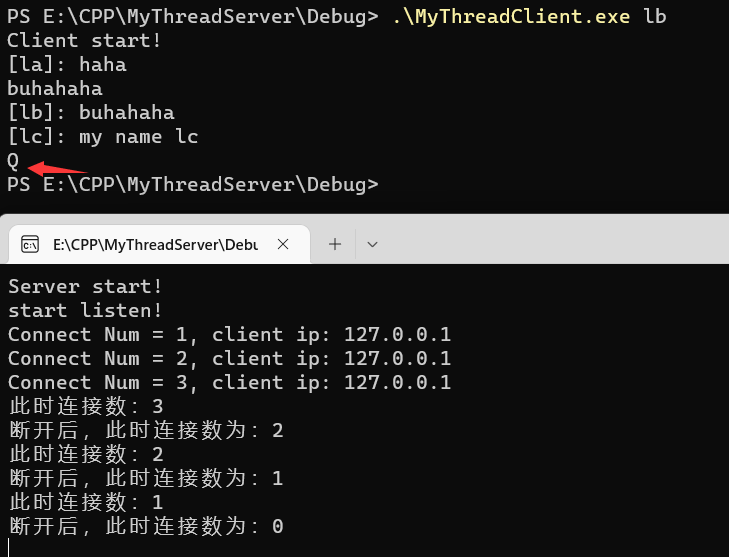 PS E:\CPP\MyThreadServer\Debug> .\MyThreadClient.exe lb
Client start!
[la]: haha
buhahaha
[lb]: buhahaha
[lc]: my name lc
Q
PS E:\CPP\MyThreadServer\Debug>
E:\CPP\MyThreadServer\Debu
Server start!
start listen!
Connect Num = 1, client ip: 127.0.0.1
Connect Num = 2, client ip: 127.0.0.1
Connect Num = 3, client ip: 127.0.0.1
此时连接数：3
断开后，此时连接数为：2
此时连接数：2
断开后，此时连接数为：1
此时连接数：1
断开后，此时连接数为：0